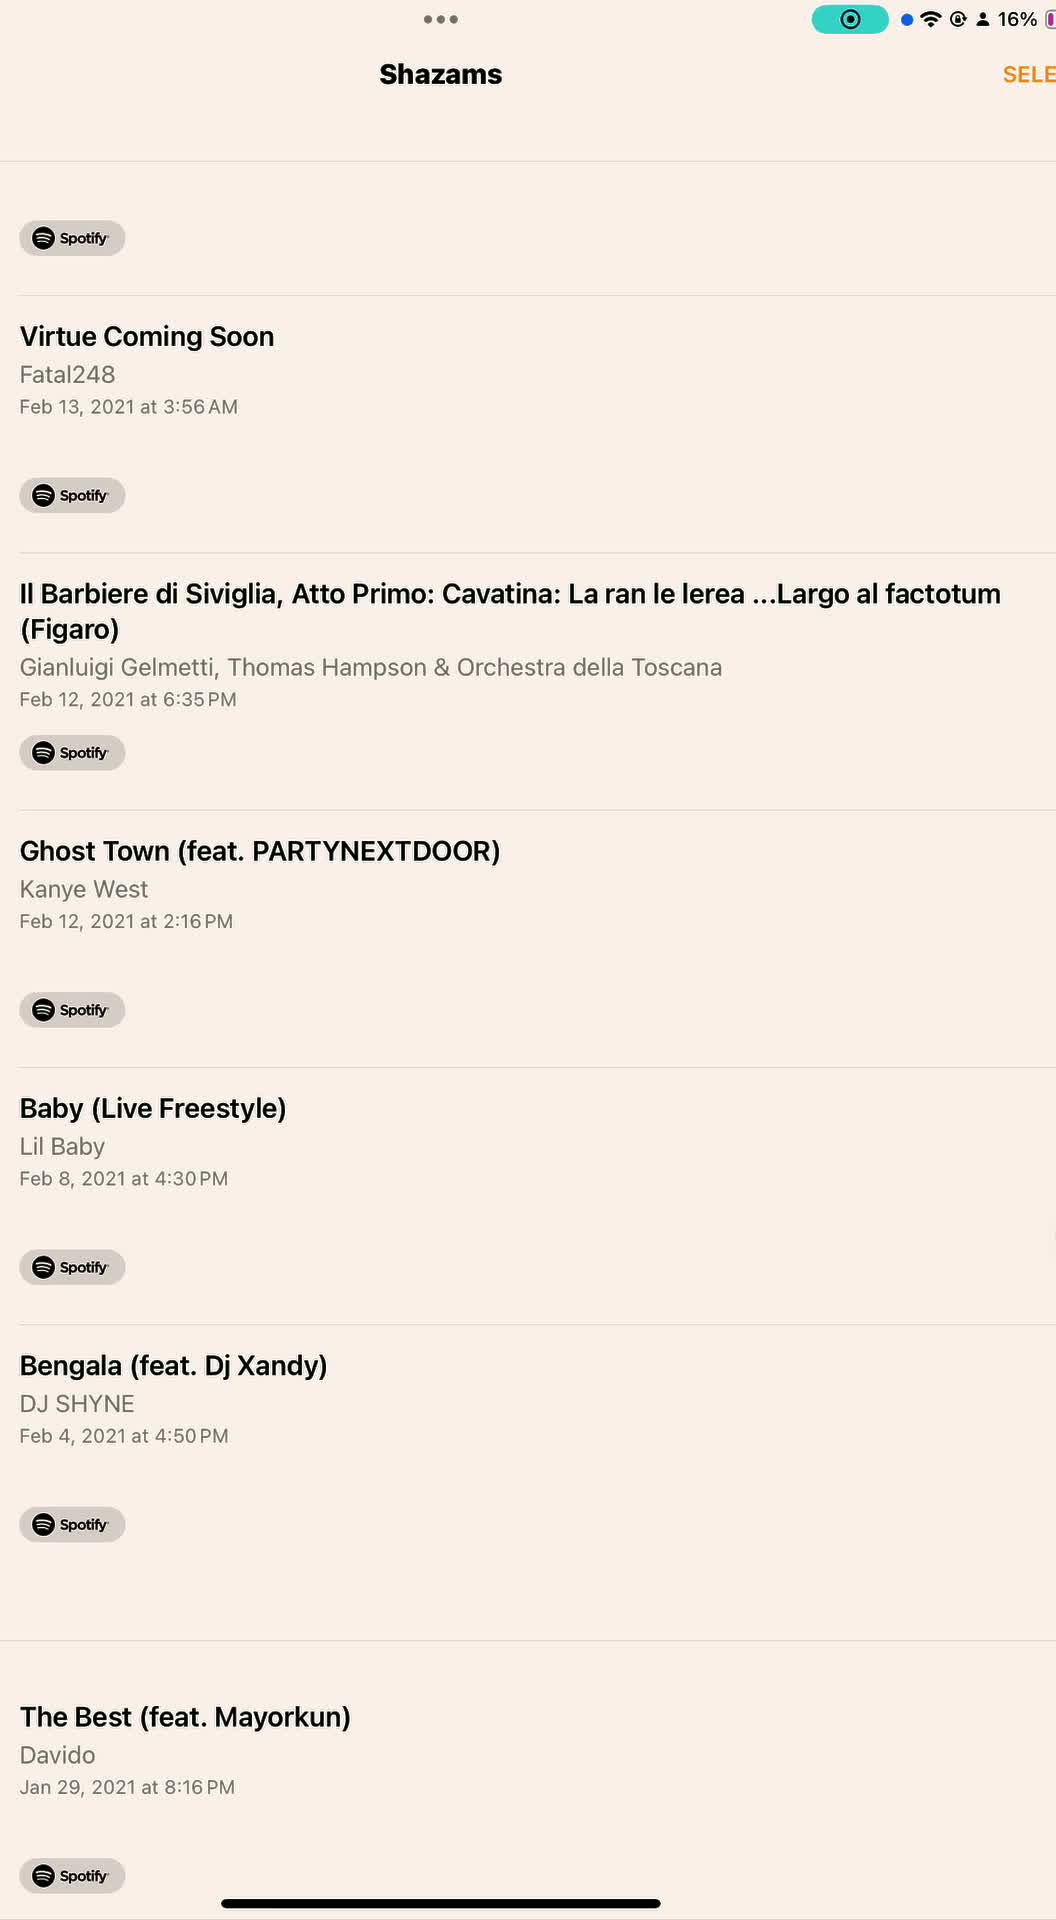 16%
Shazams
Spotify
Virtue Coming Soon
Fatal248
Feb 13, 2021 at 3:56 AM
Spotify
Il Barbiere di Siviglia, Atto Primo: Cavatina: La ran le lerea ...Largo al factotum
(Figaro)
Gianluigi Gelmetti, Thomas Hampson & Orchestra della Toscana
Feb 12, 2021 at 6:35 PM
Spotify
Ghost Town (feat. PARTYNEXTDOOR)
Kanye West
Feb 12, 2021 at 2:16 PM
Spotify
Baby (Live Freestyle)
Lil Baby
Feb 8, 2021 at 4:30 PM
Spotify
Bengala (feat. Dj Xandy)
DJ SHYNE
Feb 4, 2021 at 4:50 PM
Spotify
The Best (feat. Mayorkun)
Davido
Jan 29, 2021 at 8:16 PM
Spotify